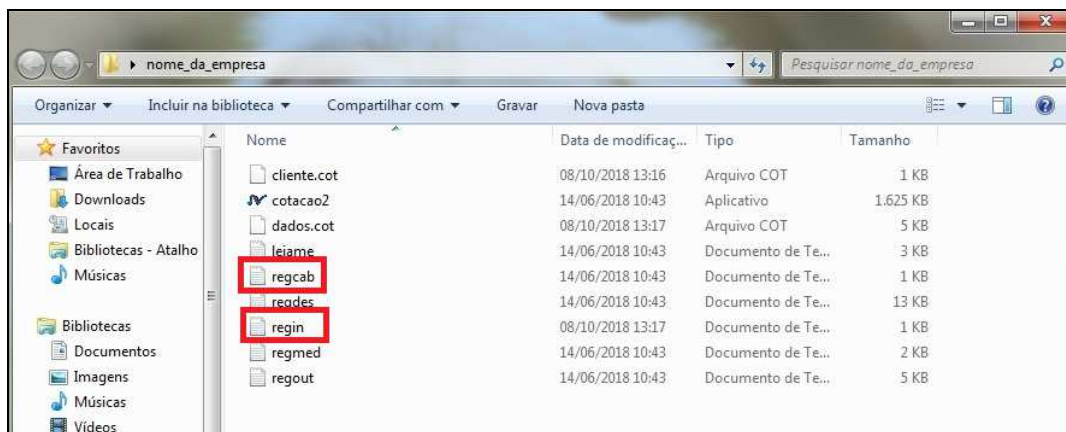 nome_da_empresa
Pesquisar nome_da_empresa
Organizar Incluir na biblioteca Compartilhar com Gravar Nova pasta
Favoritos
Área de Trabalho
Downloads
Locais
Bibliotecas - Atalho
Músicas
Bibliotecas
Documentos
Imagens
Músicas
Vídeos
Nome Data de modificaç... Tipo Tamanho
cliente.cot 08/10/2018 13:16 Arquivo COT 1 KB
cotacao2 14/06/2018 10:43 Aplicativo 1.625 KB
dados.cot 08/10/2018 13:17 Arquivo COT 5 KB
leiame 14/06/2018 10:43 Documento de Te... 3 KB
regcab 14/06/2018 10:43 Documento de Te... 1 KB
regdes 14/06/2018 10:43 Documento de Te... 13 KB
regin 08/10/2018 13:17 Documento de Te... 1 KB
regmed 14/06/2018 10:43 Documento de Te... 2 KB
regout 14/06/2018 10:43 Documento de Te... 5 KB